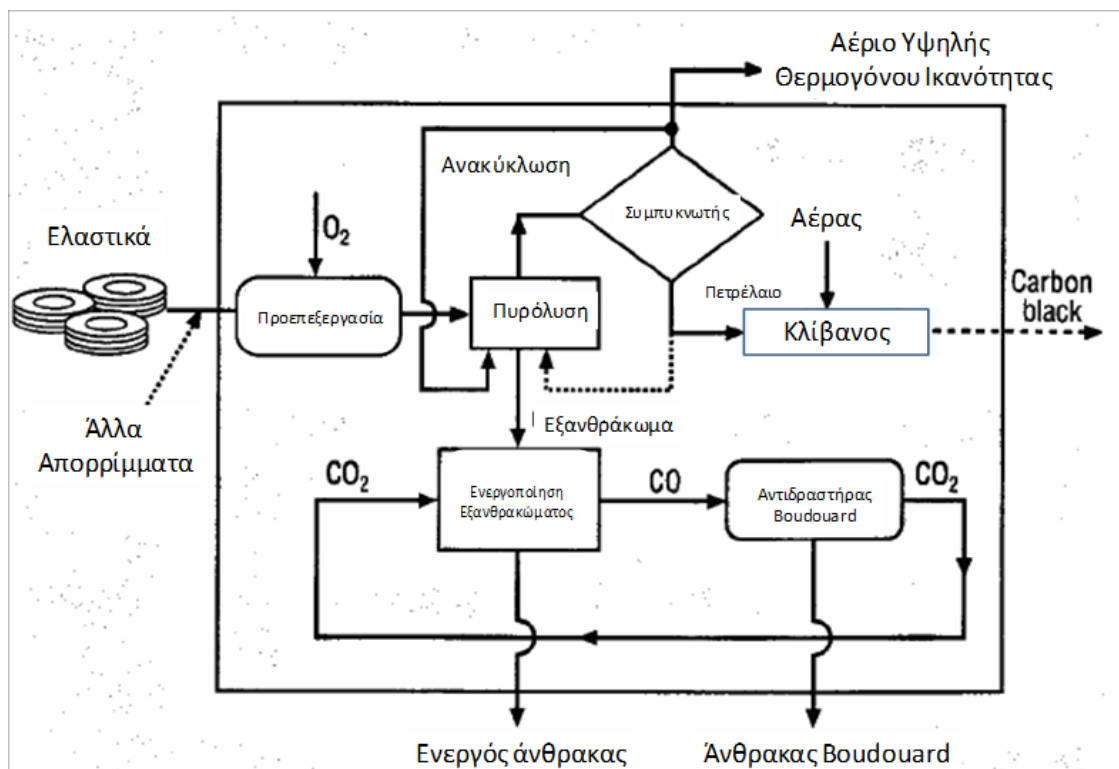 Αέριο Υψηλής
Θερμογόνου Ικανότητας
Ανακύκλωση
Συμπυκνωτής
Ελαστικά
O2
Αέρας
Προεπεξεργασία
Πυρόλυση
Πετρέλαιο
Κλίβανος
Carbon
black
Άλλα
Απορρίμματα
Εξανθράκωμα
CO2
Ενεργοποίηση
Εξανθρακώματος
CO
Αντιδραστήρας
Boudouard
CO2
Ενεργός άνθρακας
Άνθρακας Boudouard